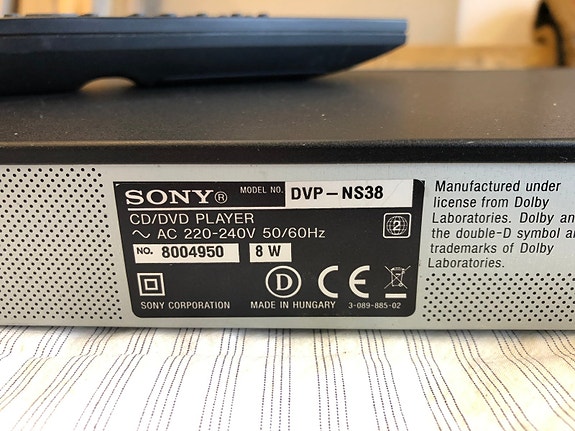 SONY® MODEL NO. DVP–NS38
CD/DVD PLAYER
∼ AC 220-240V 50/60Hz
NO. 8004950 8 W
2
D CE
SONY CORPORATION MADE IN HUNGARY 3-089-885-02
Manufactured under
license from Dolby
Laboratories. Dolby an
the double-D symbol a
trademarks of Dolby
Laboratories.